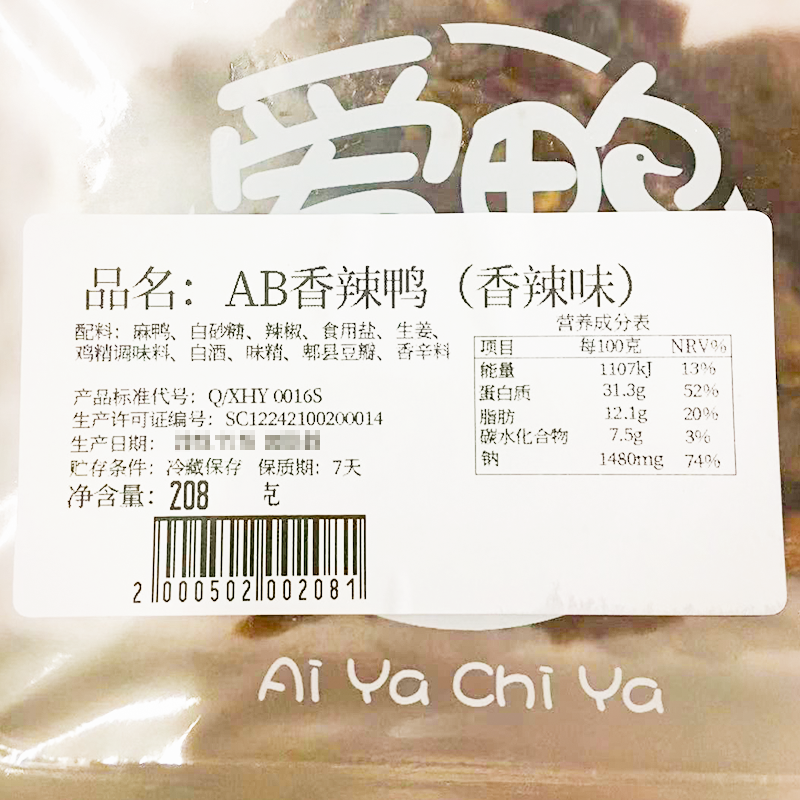 爱鸭
品名：AB香辣鸭（香辣味）
配料：麻鸭、白砂糖、辣椒、食用盐、生姜、
鸡精调味料、白酒、味精、郫县豆瓣、香辛料
产品标准代号：Q/XHY 0016S
生产许可证编号：SC12242100200014
生产日期：
贮存条件：冷藏保存 保质期：7天
净含量：208 克
2 000502 002081
营养成分表
项目 每100克 NRV%
能量 1107kJ 13%
蛋白质 31.3g 52%
脂肪 12.1g 20%
碳水化合物 7.5g 3%
钠 1480mg 74%
Ai Ya Chi Ya